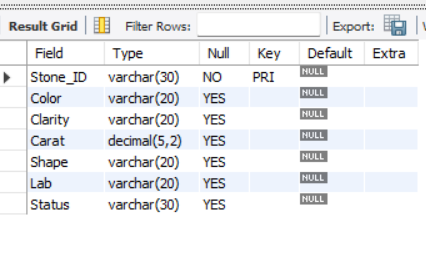 Result Grid Filter Rows: Export:
Field Type Null Key Default Extra
Stone_ID varchar(30) NO PRI NULL
Color varchar(20) YES NULL
Clarity varchar(20) YES NULL
Carat decimal(5,2) YES NULL
Shape varchar(20) YES NULL
Lab varchar(20) YES NULL
Status varchar(30) YES NULL